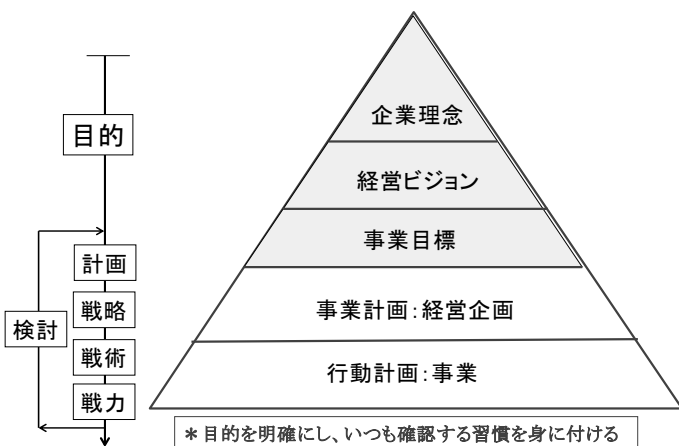 目的
計画
戦略
検討
戦術
戦力
企業理念
経営ビジョン
事業目標
事業計画:経営企画
行動計画:事業
＊目的を明確にし、いつも確認する習慣を身に付ける